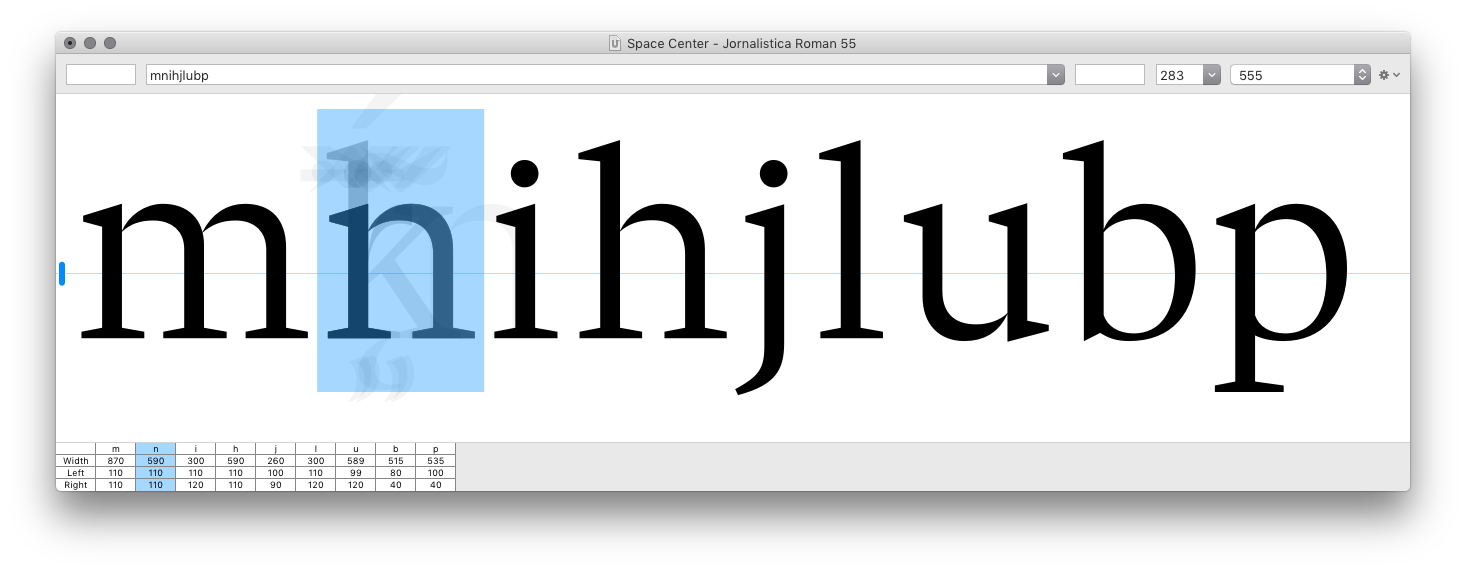 Space Center - Jornalistica Roman 55
mnihjlubp 283 555
mnihjlubp
m n i h j l u b p
Width 870 590 300 590 260 300 589 515 535
Left 110 110 110 110 100 110 99 80 100
Right 110 110 120 110 90 120 120 40 40